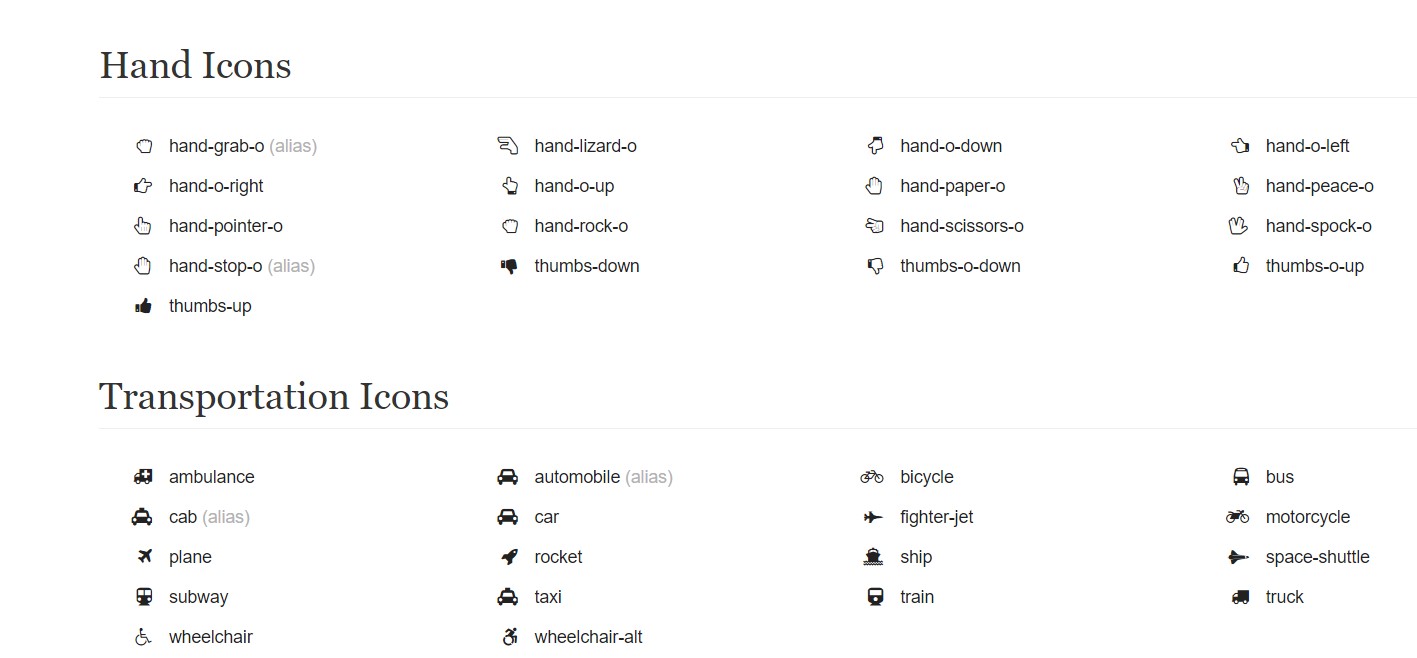 Hand Icons
hand-grab-o (alias) hand-lizard-o hand-o-down hand-o-left
hand-o-right hand-o-up hand-paper-o hand-peace-o
hand-pointer-o hand-rock-o hand-scissors-o hand-spock-o
hand-stop-o (alias) thumbs-down thumbs-o-down thumbs-o-up
thumbs-up
Transportation Icons
ambulance automobile (alias) bicycle bus
cab (alias) car fighter-jet motorcycle
plane rocket ship space-shuttle
subway taxi train truck
wheelchair wheelchair-alt